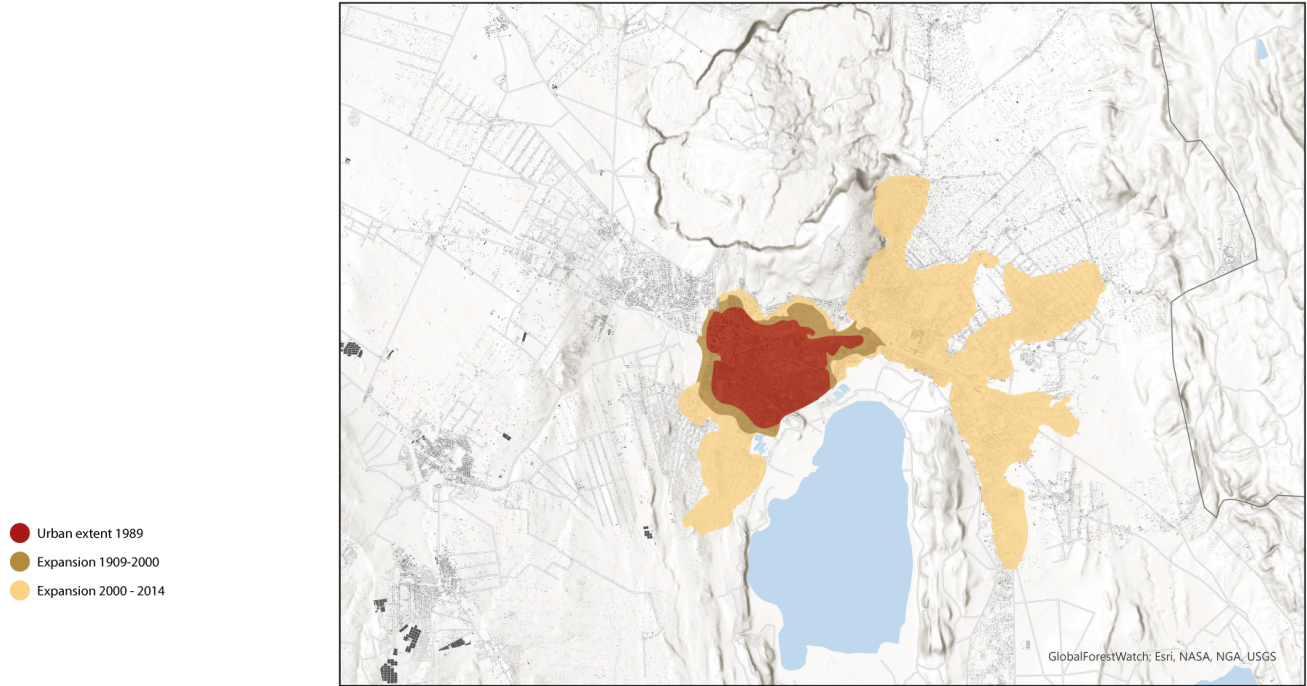 Urban extent 1989
Expansion 1909-2000
Expansion 2000 - 2014
GlobalForestWatch; Esri, NASA, NGA, USGS